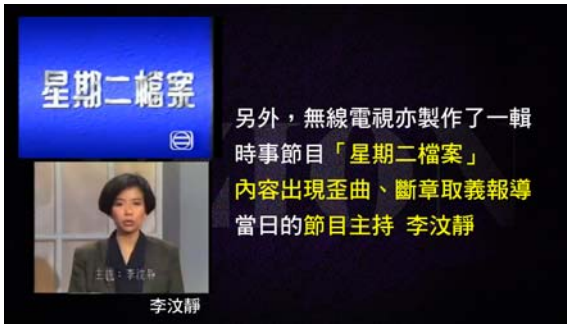 星期二檔案
主持：李汶靜
李汶靜
另外，無線電視亦製作了一輯
時事節目「星期二檔案」
內容出現歪曲、斷章取義報導
當日的節目主持 李汶靜